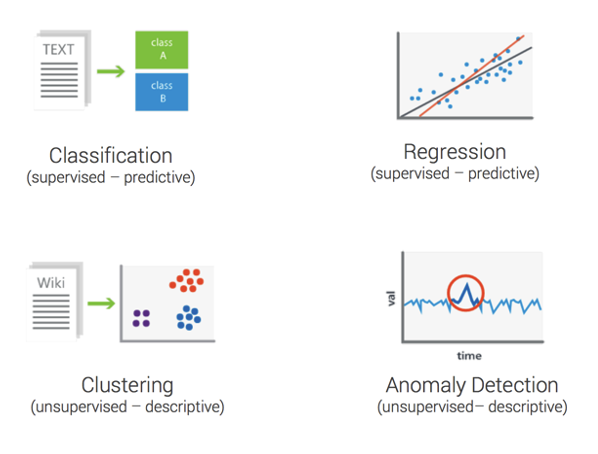 TEXT
class
A
class
B
Classification
(supervised – predictive)
Regression
(supervised – predictive)
Wiki
Clustering
(unsupervised – descriptive)
val
time
Anomaly Detection
(unsupervised– descriptive)